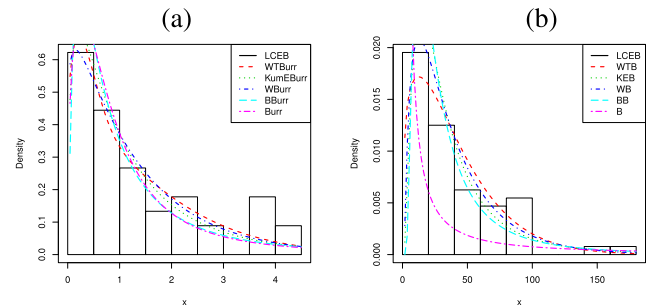 (a)
(b)
LCEB
WTBurr
KumEBurr
WBurr
BBurr
Burr
Density
0.0
0.1
0.2
0.3
0.4
0.5
0.6
0
1
2
3
4
x
LCEB
WTB
KEB
WB
BB
B
Density
0.000
0.005
0.010
0.015
0.020
0
50
100
150
x